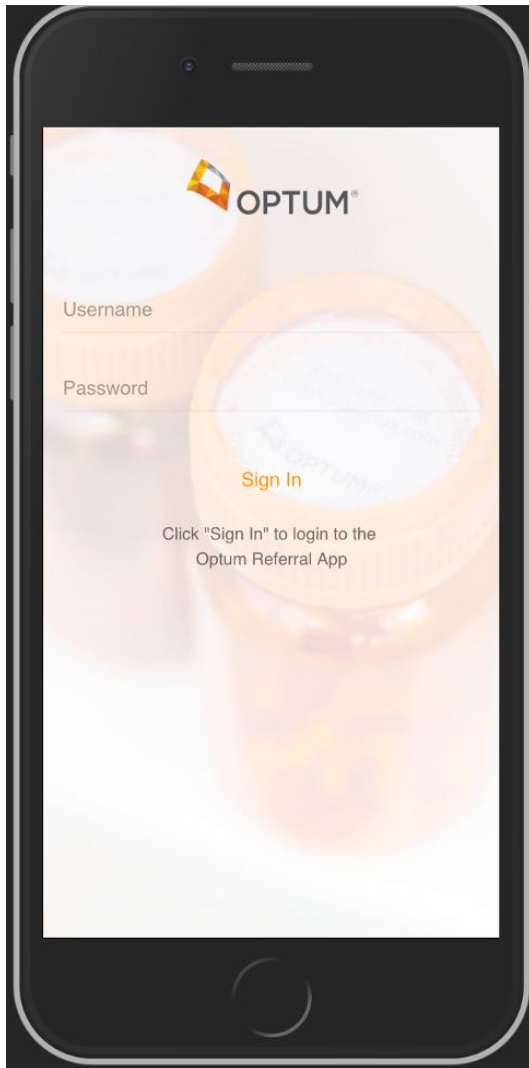 OPTUM®
Username
Password
Sign In
Click "Sign In" to login to the
Optum Referral App